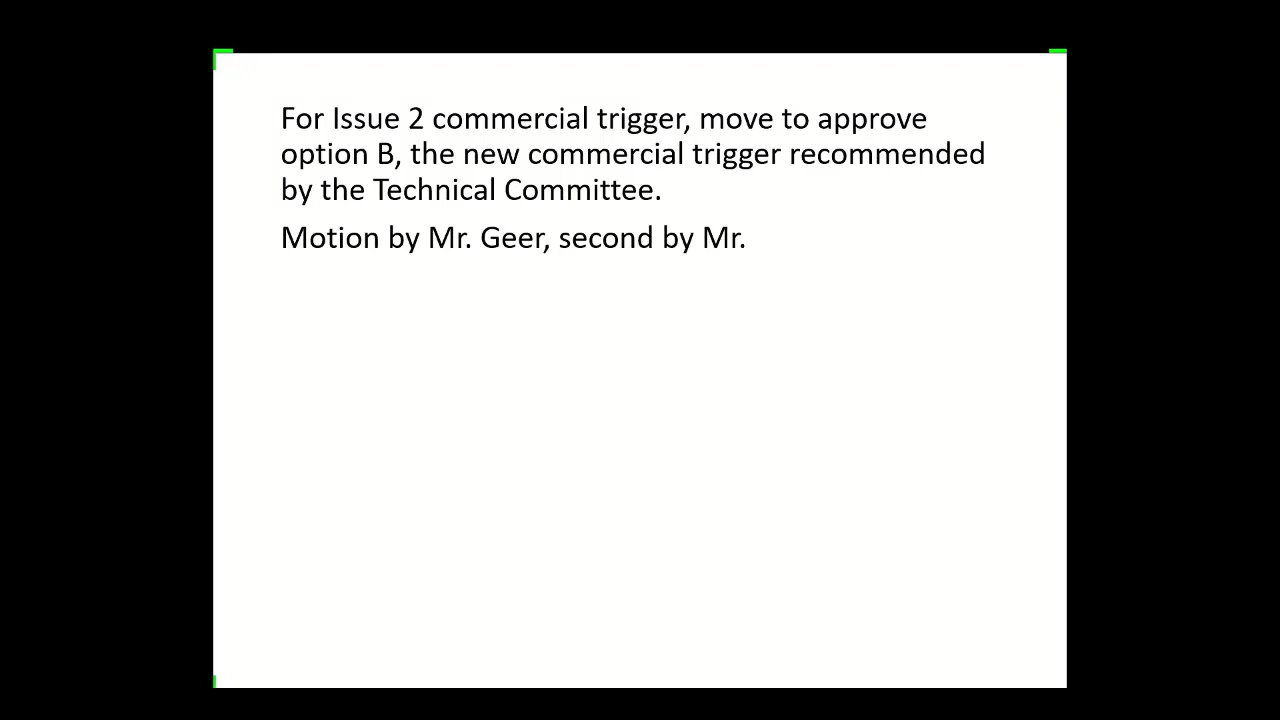 For Issue 2 commercial trigger, move to approve
option B, the new commercial trigger recommended
by the Technical Committee.
Motion by Mr. Geer, second by Mr.